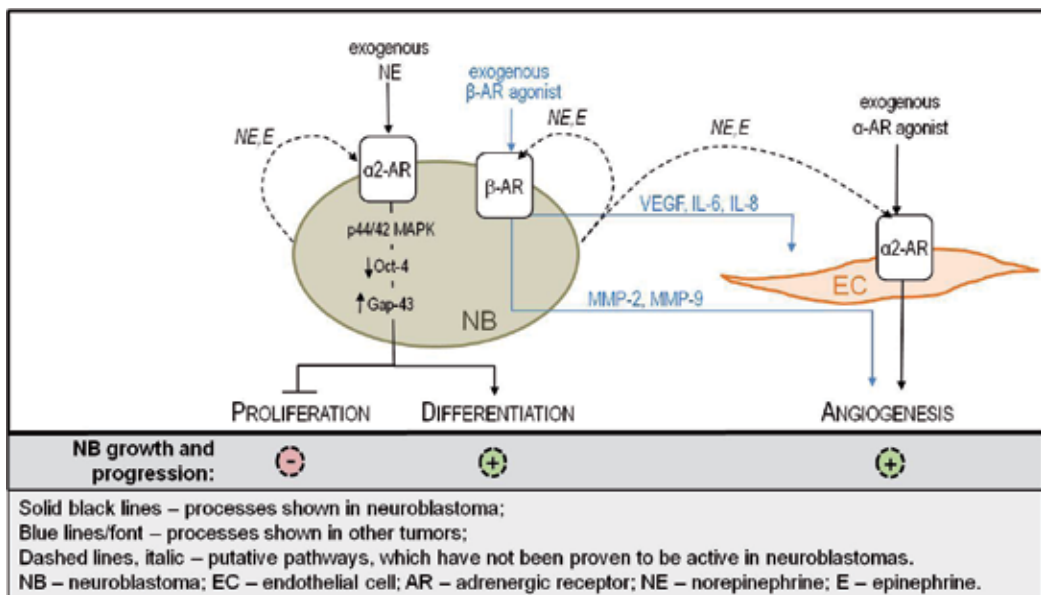 exogenous
NE
exogenous
β-AR agonist
exogenous
α-AR agonist
NE,E
NE,E
NE,E
α2-AR
β-AR
α2-AR
p44/42 MAPK
↓Oct-4
↑Gap-43
NB
VEGF, IL-6, IL-8
EC
MMP-2, MMP-9
PROLIFERATION
DIFFERENTIATION
ANGIOGENESIS
NB growth and
progression:
-
+
+
Solid black lines – processes shown in neuroblastoma;
Blue lines/font – processes shown in other tumors;
Dashed lines, italic – putative pathways, which have not been proven to be active in neuroblastomas.
NB – neuroblastoma; EC – endothelial cell; AR – adrenergic receptor; NE – norepinephrine; E – epinephrine.